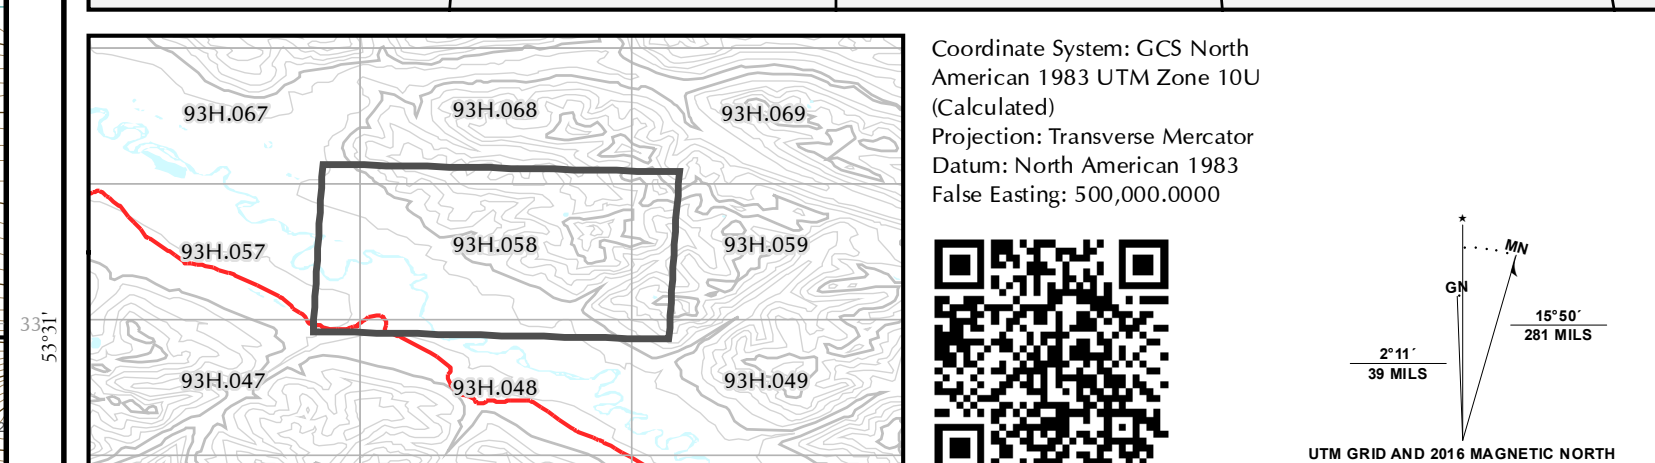 93H.067
93H.068
93H.069
93H.057
93H.058
93H.059
93H.047
93H.048
93H.049
33
53°31'
Coordinate System: GCS North
American 1983 UTM Zone 10U
(Calculated)
Projection: Transverse Mercator
Datum: North American 1983
False Easting: 500,000.0000
MN
GN
15°50´
281 MILS
2°11´
39 MILS
UTM GRID AND 2016 MAGNETIC NORTH